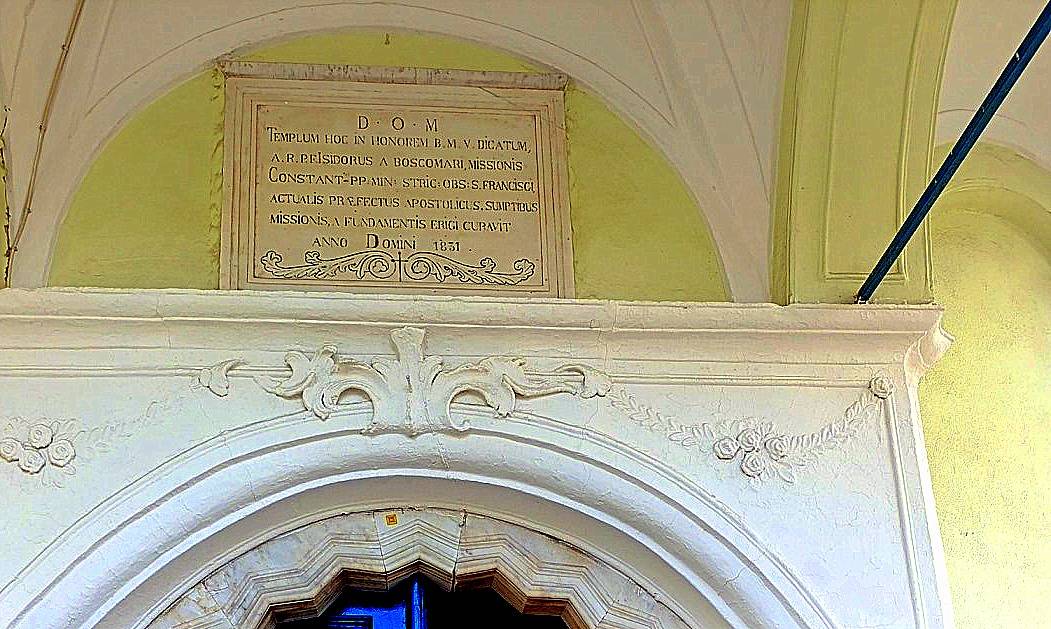 D·O·M
TEMPLUM HOC IN HONOREM B.M.V. DICATUM,
A.R.P.F.ISIDORUS A BOSCOMARI, MISSIONIS
CONSTANT-PP.MIN: STRIC:OBS:S.FRANCISCI,
ACTUALIS PRÆFECTUS APOSTOLICUS, SUMPTIBUS
MISSIONIS, A FUNDAMENTIS ERIGI CURAVIT
ANNO DOMINI 1831.